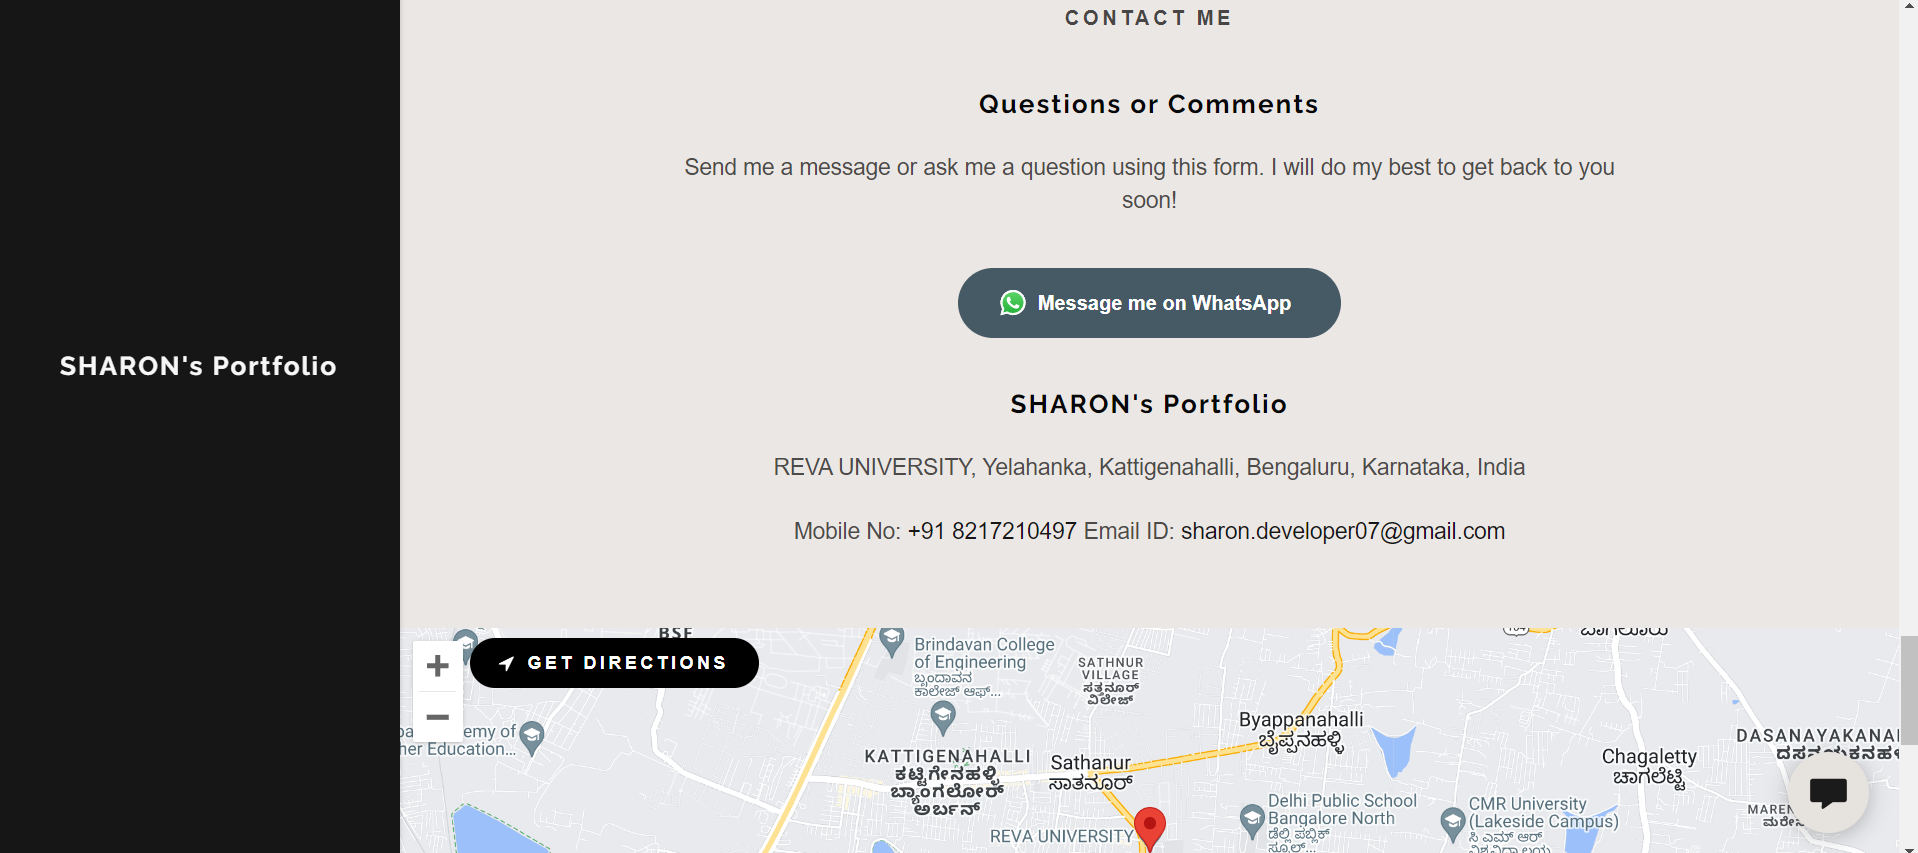 CONTACT ME
Questions or Comments
Send me a message or ask me a question using this form. I will do my best to get back to you
soon!
Message me on WhatsApp
SHARON's Portfolio
SHARON's Portfolio
REVA UNIVERSITY, Yelahanka, Kattigenahalli, Bengaluru, Karnataka, India
Mobile No: +91 8217210497 Email ID: sharon.developer07@gmail.com
BSF
GET DIRECTIONS
Brindavan College
of Engineering
ಬೃಂದಾವನ
ಕಾಲೇಜ್ ಆಫ್...
SATHNUR
VILLAGE
ಸತ್ನೂರ್
ವಿಲೇಜ್
ಬಾಗಲೂರು
emy of
her Education...
KATTIGENAHALLI
ಕಟ್ಟಿಗೇನಹಳ್ಳಿ
ಬ್ಯಾಂಗಲೋರ್
ಅರ್ಬನ್
Sathanur
ಸಾತನೂರ್
Byappanahalli
ಬೈಪ್ಪನಹಳ್ಳಿ
Chagaletty
ಚಾಗಲೆಟ್ಟಿ
DASANAYAKANA
REVA UNIVERSITY
Delhi Public School
Bangalore North
ಡೆಲ್ಲಿ ಪಬ್ಲಿಕ್
ಸ್ಕೂಲ್...
CMR University
(Lakeside Campus)
ಸಿ ಎಮ್ ಆರ್
MAREN